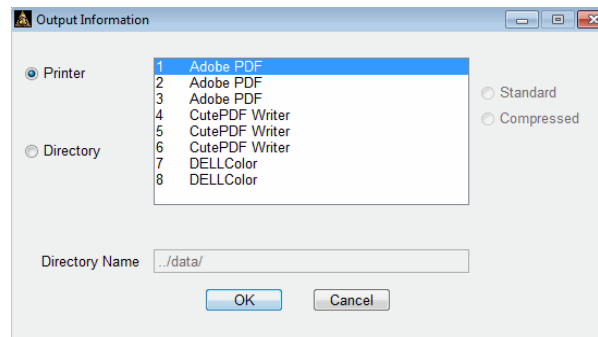 Output Information
Printer
1 Adobe PDF
2 Adobe PDF
3 Adobe PDF
4 CutePDF Writer
5 CutePDF Writer
6 CutePDF Writer
7 DELLColor
8 DELLColor
Standard
Compressed
Directory
Directory Name ../data/
OK Cancel